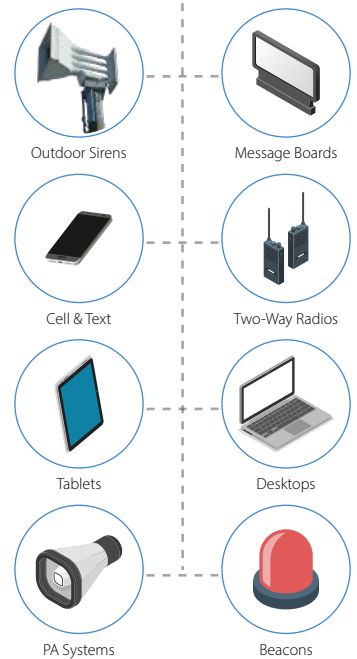 Outdoor Sirens
Message Boards
Cell & Text
Two-Way Radios
Tablets
Desktops
PA Systems
Beacons